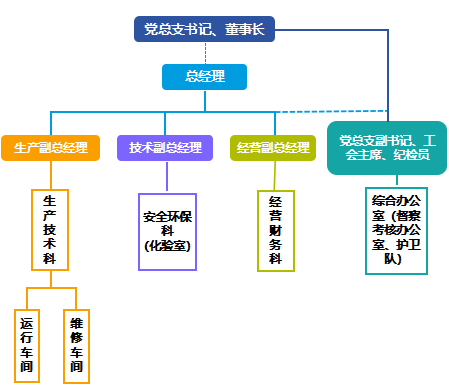 党总支书记、董事长
总经理
生产副总经理
技术副总经理
经营副总经理
党总支副书记、工
会主席、纪检员
生产技术科
安全环保
科
（化验室）
经营财务科
综合办公
室（督察
考核办公
室、护卫
队）
运行车间
维修车间